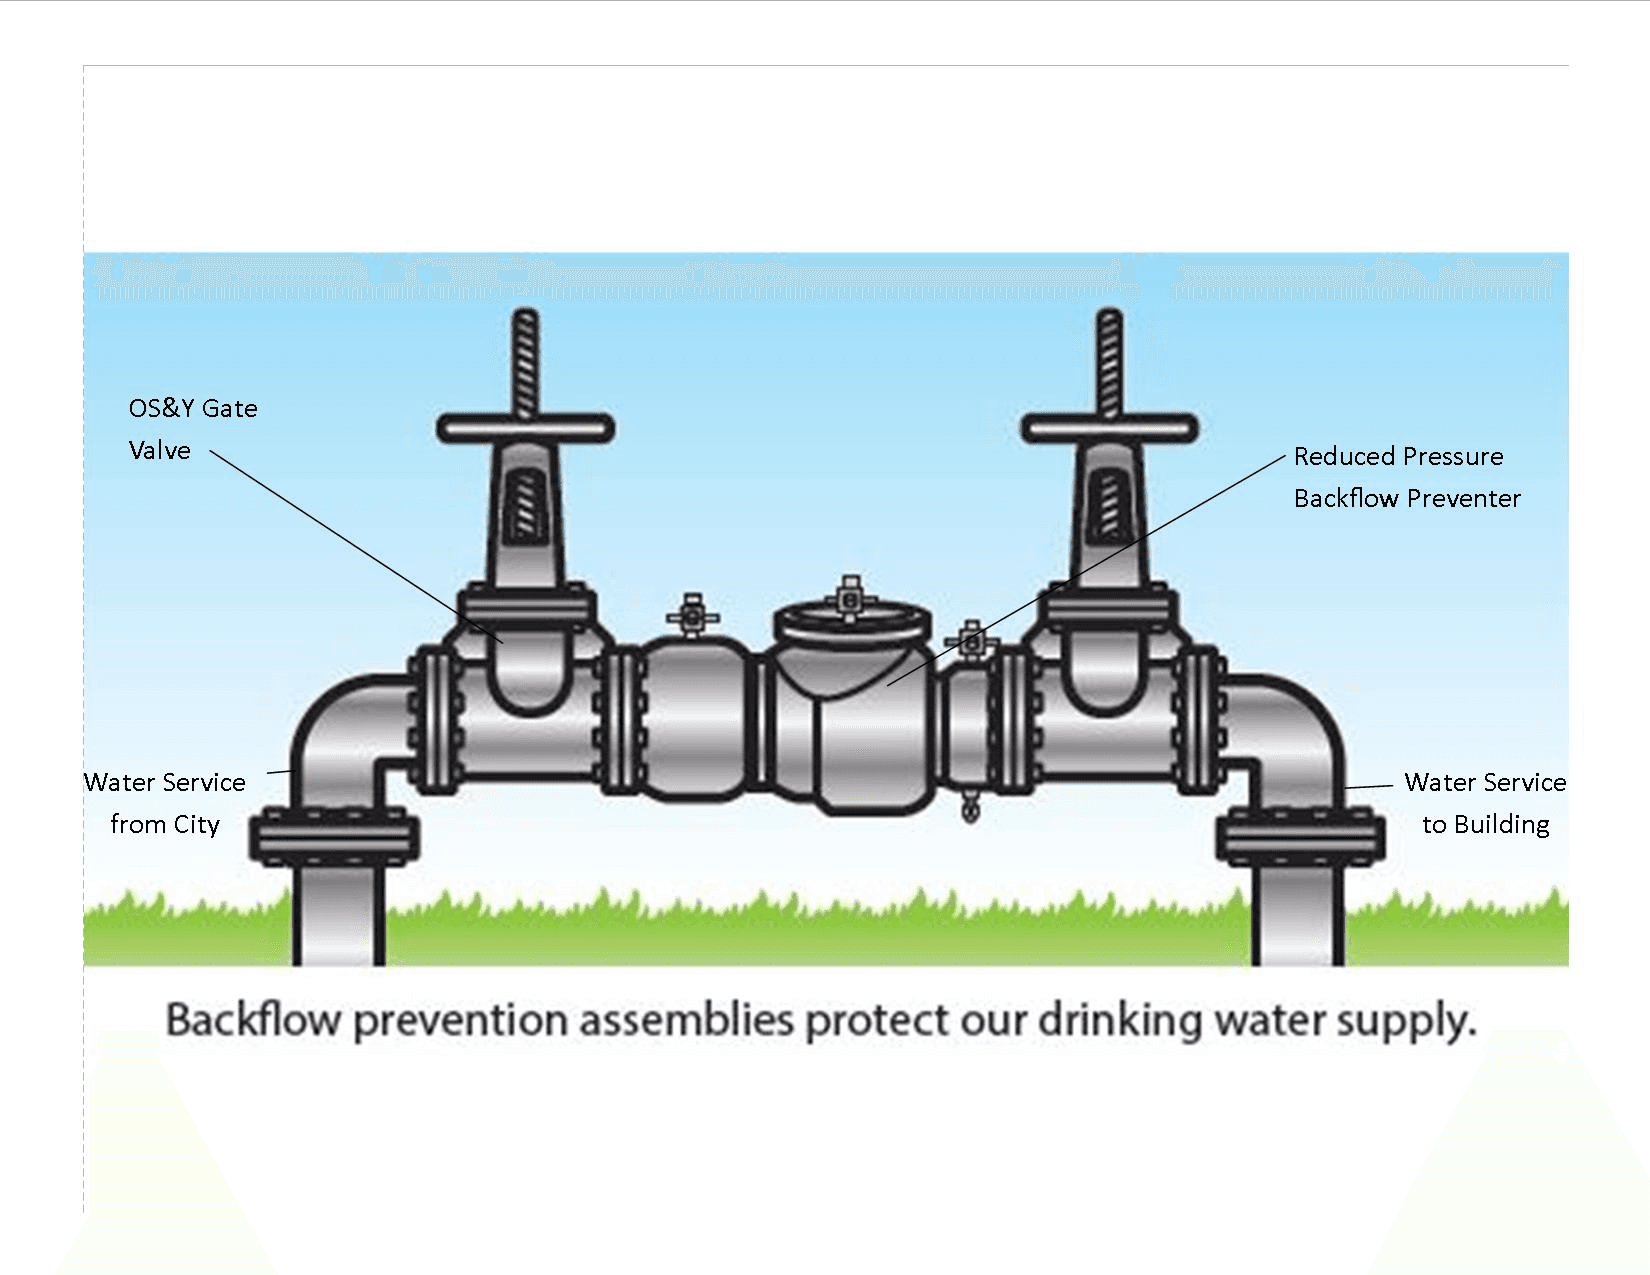 OS&Y Gate
Valve
Reduced Pressure
Backflow Preventer
Water Service
from City
Water Service
to Building
Backflow prevention assemblies protect our drinking water supply.